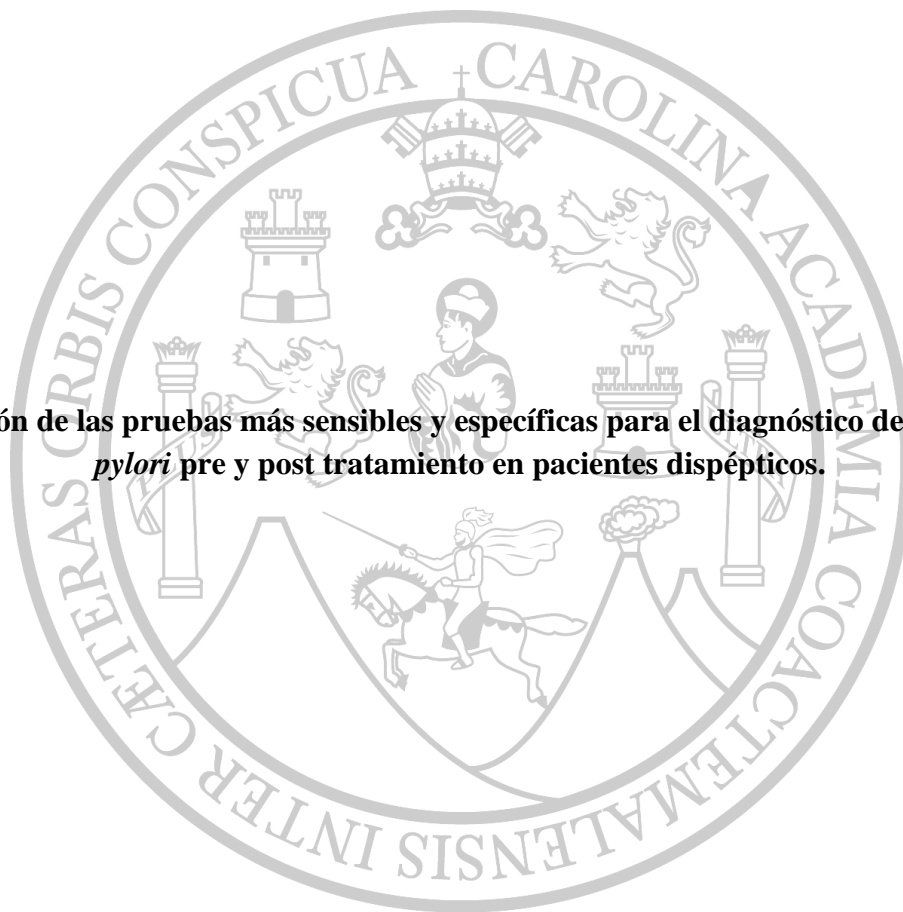 CAROLINA ACADEMIA COACTEMALENSIS INTER CÆTERAS ORBIS CONSPICUA
ón de las pruebas más sensibles y específicas para el diagnóstico de
pylori pre y post tratamiento en pacientes dispépticos.